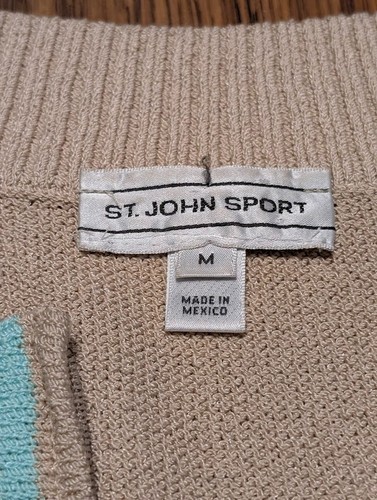 ST. JOHN SPORT
M
MADE IN
MEXICO